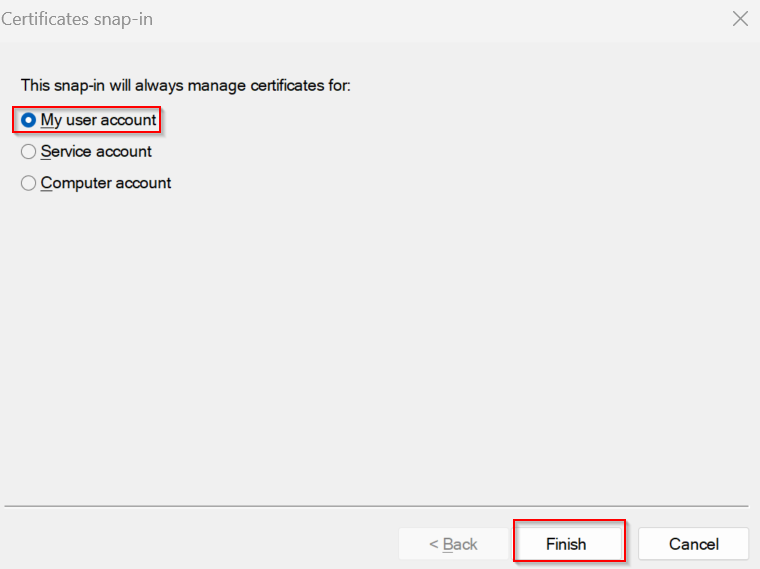 Certificates snap-in
This snap-in will always manage certificates for:
My user account
Service account
Computer account
< Back Finish Cancel